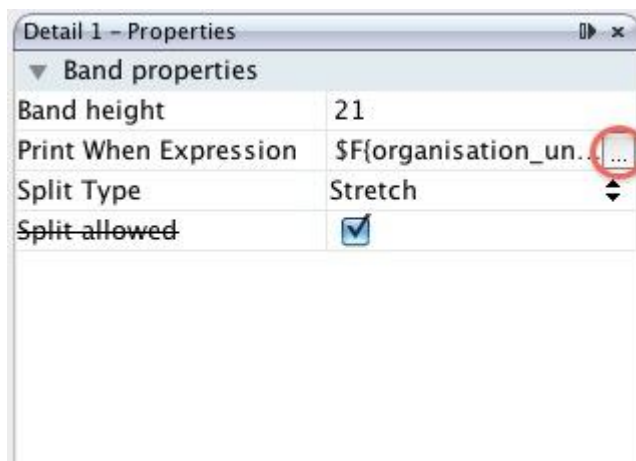 Detail 1 – Properties
Band properties
Band height 21
Print When Expression $F{organisation_un... ...
Split Type Stretch
Split allowed